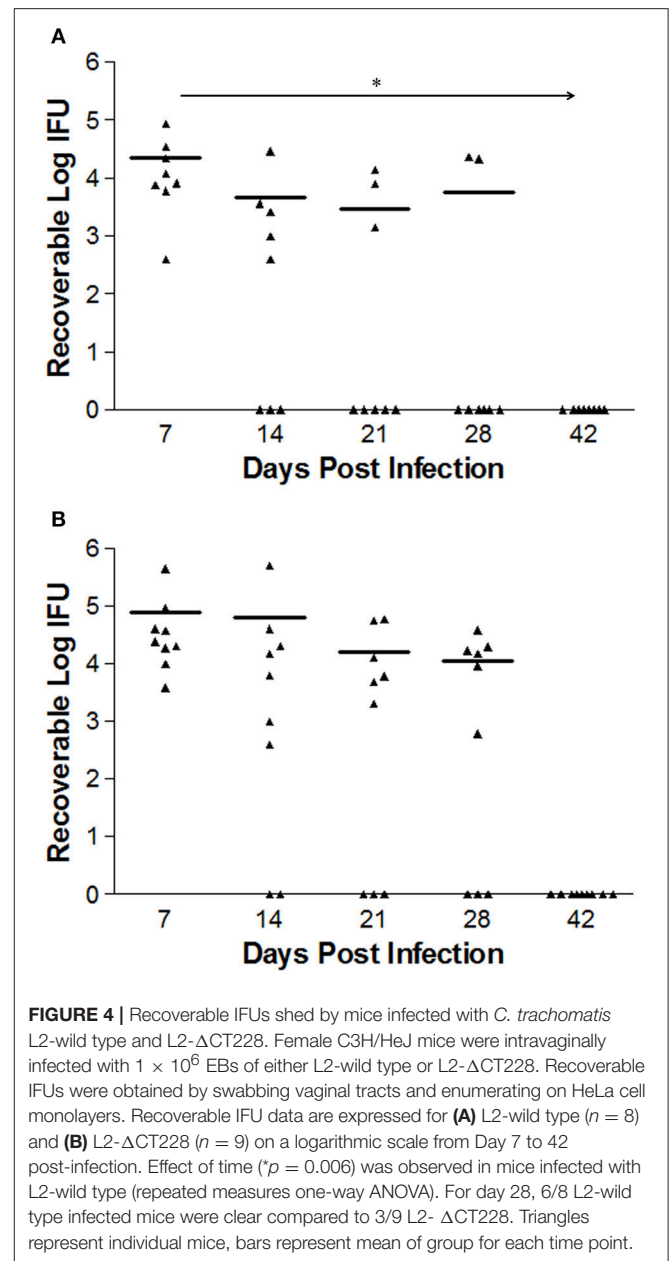 A
6
*
5
4
3
2
1
0
Recoverable Log IFU
7 14 21 28 42
Days Post Infection
B
6
5
4
3
2
1
0
Recoverable Log IFU
7 14 21 28 42
Days Post Infection
FIGURE 4 | Recoverable IFUs shed by mice infected with C. trachomatis
L2-wild type and L2-ΔCT228. Female C3H/HeJ mice were intravaginally
infected with 1 × 10⁶ EBs of either L2-wild type or L2-ΔCT228. Recoverable
IFUs were obtained by swabbing vaginal tracts and enumerating on HeLa cell
monolayers. Recoverable IFU data are expressed for (A) L2-wild type (n = 8)
and (B) L2-ΔCT228 (n = 9) on a logarithmic scale from Day 7 to 42
post-infection. Effect of time (*p = 0.006) was observed in mice infected with
L2-wild type (repeated measures one-way ANOVA). For day 28, 6/8 L2-wild
type infected mice were clear compared to 3/9 L2- ΔCT228. Triangles
represent individual mice, bars represent mean of group for each time point.